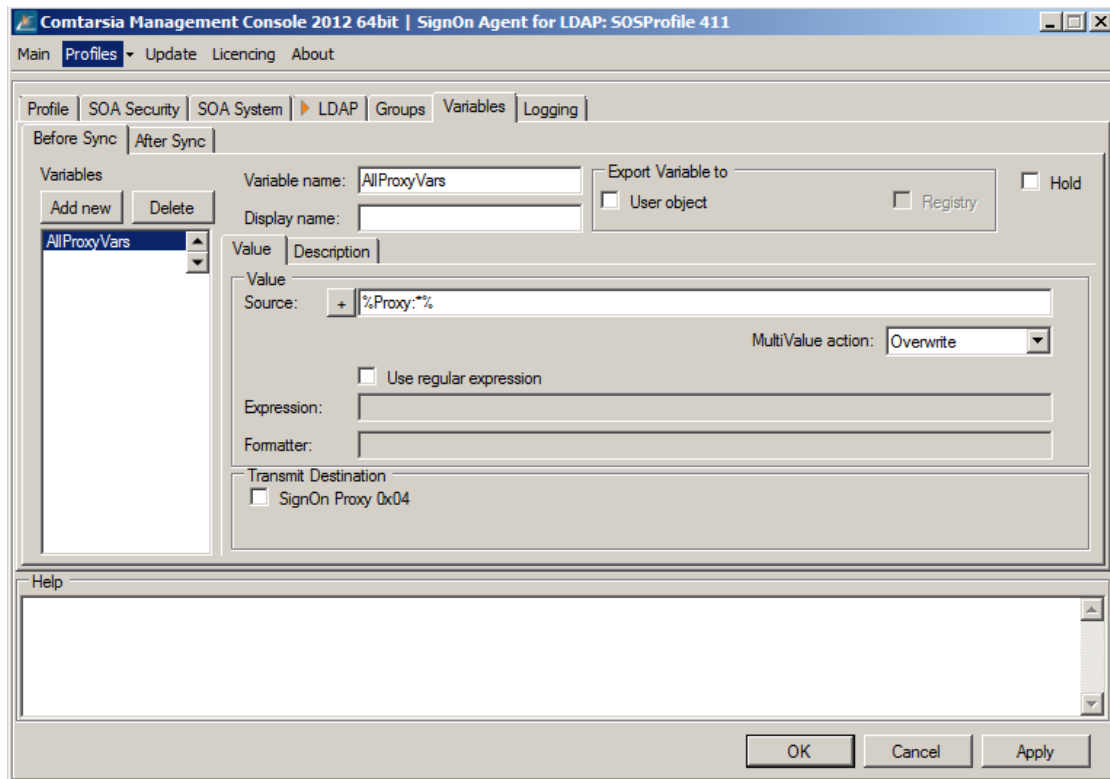 Comtarsia Management Console 2012 64bit | SignOn Agent for LDAP: SOSProfile 411
Main Profiles Update Licencing About
Profile SOA Security SOA System LDAP Groups Variables Logging
Before Sync After Sync
Variables
Add new Delete
AllProxyVars
Variable name: AllProxyVars
Display name:
Export Variable to
User object Registry
Hold
Value Description
Value
Source: + %Proxy:*%
MultiValue action: Overwrite
Use regular expression
Expression:
Formatter:
Transmit Destination
SignOn Proxy 0x04
Help
OK Cancel Apply